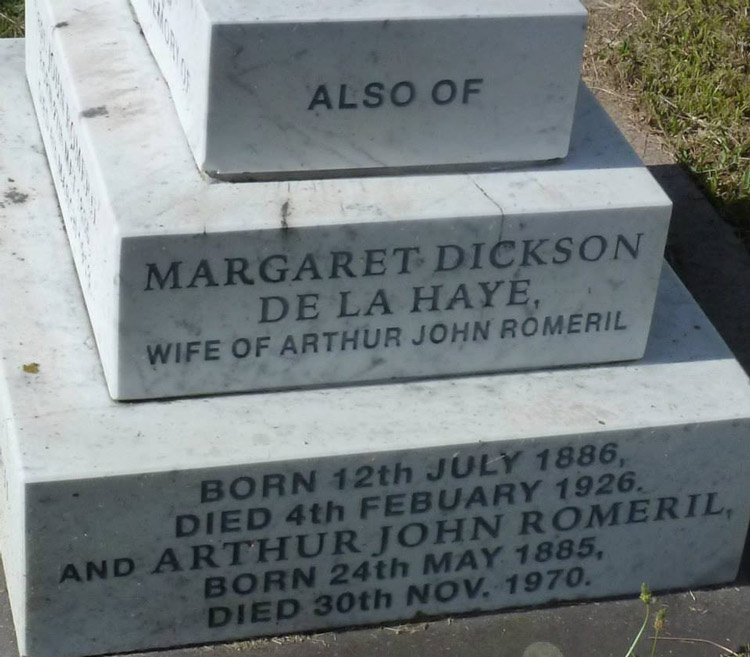 ALSO OF
MARGARET DICKSON
DE LA HAYE,
WIFE OF ARTHUR JOHN ROMERIL
BORN 12th JULY 1886,
DIED 4th FEBUARY 1926.
AND ARTHUR JOHN ROMERIL,
BORN 24th MAY 1885,
DIED 30th NOV. 1970.